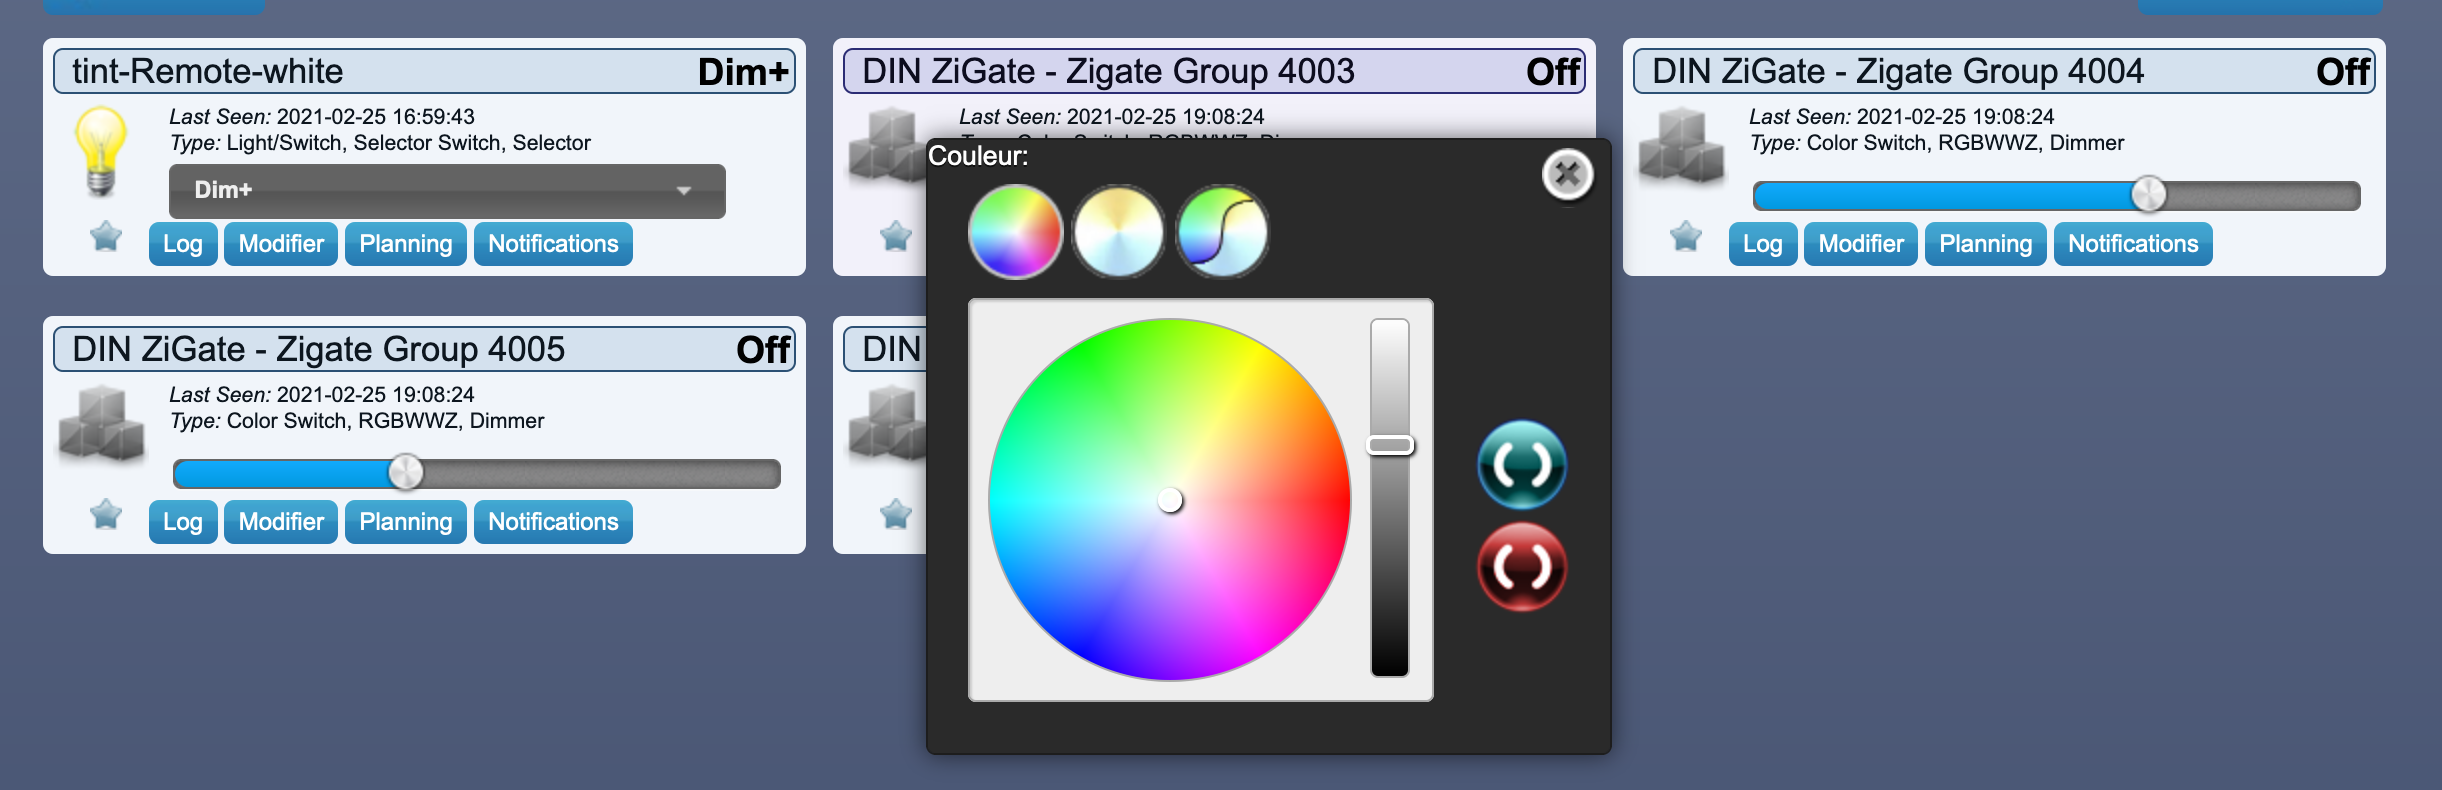 tint-Remote-white Dim+
Last Seen: 2021-02-25 16:59:43
Type: Light/Switch, Selector Switch, Selector
Dim+
Log Modifier Planning Notifications
DIN ZiGate - Zigate Group 4003 Off
Last Seen: 2021-02-25 19:08:24
DIN ZiGate - Zigate Group 4004 Off
Last Seen: 2021-02-25 19:08:24
Type: Color Switch, RGBWWZ, Dimmer
Log Modifier Planning Notifications
Couleur:
DIN ZiGate - Zigate Group 4005 Off
Last Seen: 2021-02-25 19:08:24
Type: Color Switch, RGBWWZ, Dimmer
Log Modifier Planning Notifications
DIN